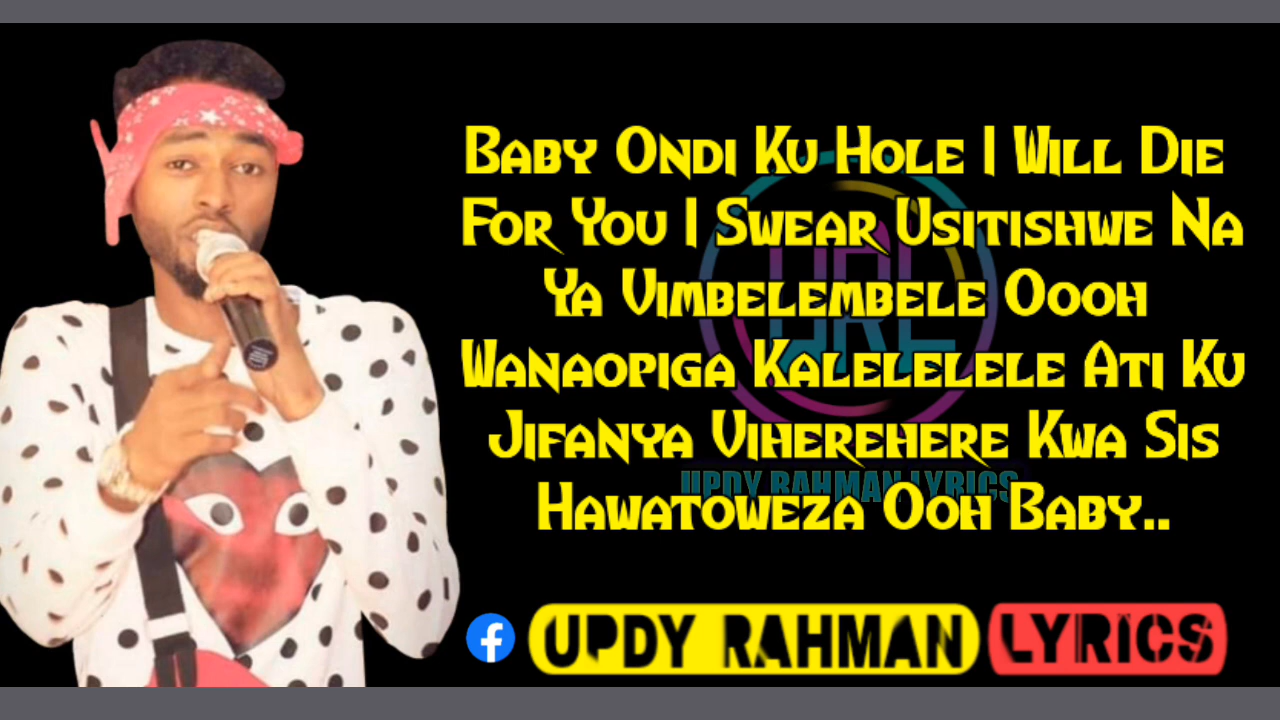 Baby Ondi Ku Hole I Will Die
For You I Swear Usitishwe Na
Ya Vimbelembele Oooh
Wanaopiga Kalelelele Ati Ku
Jifanya Viherehere Kwa Sis
Hawatoweza Ooh Baby..
URL
UPDY RAHMAN LYRICS
UPDY RAHMAN LYRICS